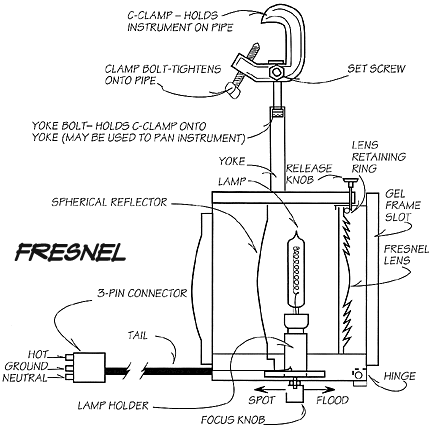 C-CLAMP – HOLDS
INSTRUMENT ON PIPE
CLAMP BOLT-TIGHTENS
ONTO PIPE
SET SCREW
YOKE BOLT– HOLDS C-CLAMP ONTO
YOKE (MAY BE USED TO PAN INSTRUMENT)
LENS
RETAINING
RING
YOKE
RELEASE
KNOB
LAMP
GEL
FRAME
SLOT
SPHERICAL REFLECTOR
FRESNEL
FRESNEL
LENS
3-PIN CONNECTOR
TAIL
HOT
GROUND
NEUTRAL
HINGE
SPOT
FLOOD
LAMP HOLDER
FOCUS KNOB